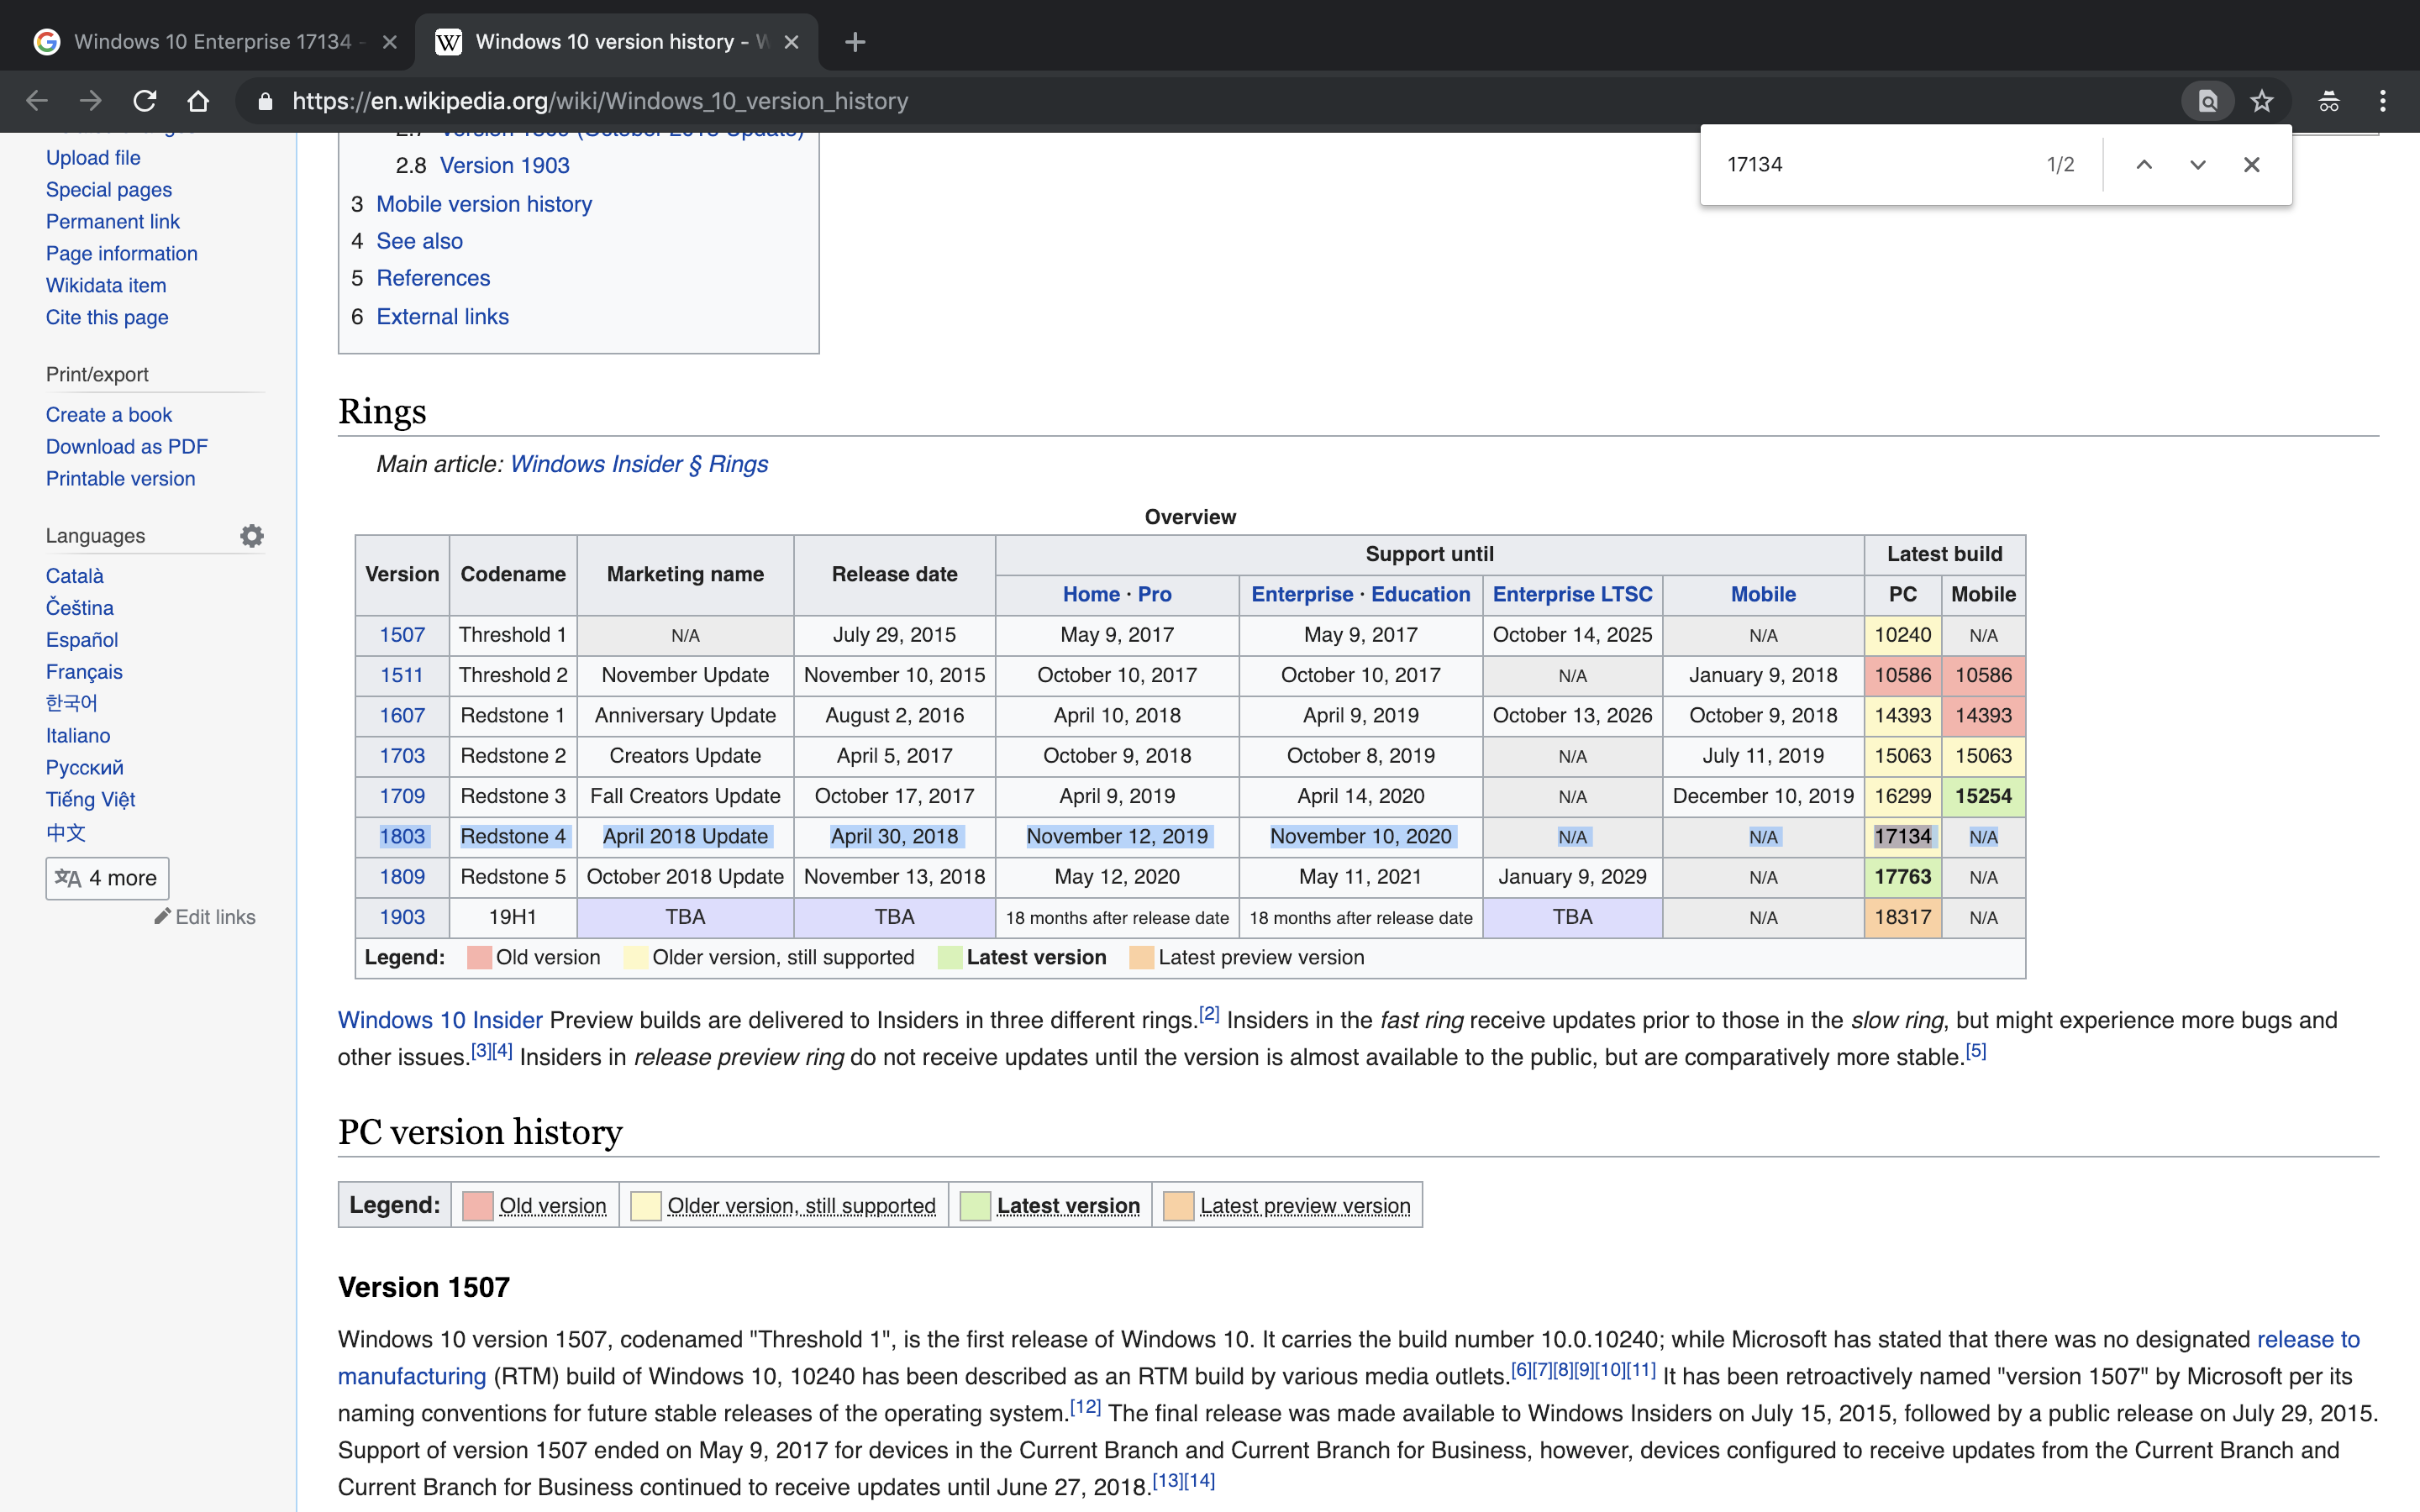 Windows 10 Enterprise 17134 -
Windows 10 version history - W
https://en.wikipedia.org/wiki/Windows_10_version_history
17134 1/2
Upload file
Special pages
Permanent link
Page information
Wikidata item
Cite this page
Print/export
Create a book
Download as PDF
Printable version
Languages
Català
Čeština
Español
Français
한국어
Italiano
Русский
Tiếng Việt
中文
4 more
Edit links
2.7 Version 1809 (October 2018 Update)
2.8 Version 1903
3 Mobile version history
4 See also
5 References
6 External links
Rings
Main article: Windows Insider § Rings
Overview
Version Codename Marketing name Release date Support until Latest build
Home · Pro Enterprise · Education Enterprise LTSC Mobile PC Mobile
1507 Threshold 1 N/A July 29, 2015 May 9, 2017 May 9, 2017 October 14, 2025 N/A 10240 N/A
1511 Threshold 2 November Update November 10, 2015 October 10, 2017 October 10, 2017 N/A January 9, 2018 10586 10586
1607 Redstone 1 Anniversary Update August 2, 2016 April 10, 2018 April 9, 2019 October 13, 2026 October 9, 2018 14393 14393
1703 Redstone 2 Creators Update April 5, 2017 October 9, 2018 October 8, 2019 N/A July 11, 2019 15063 15063
1709 Redstone 3 Fall Creators Update October 17, 2017 April 9, 2019 April 14, 2020 N/A December 10, 2019 16299 15254
1803 Redstone 4 April 2018 Update April 30, 2018 November 12, 2019 November 10, 2020 N/A N/A 17134 N/A
1809 Redstone 5 October 2018 Update November 13, 2018 May 12, 2020 May 11, 2021 January 9, 2029 N/A 17763 N/A
1903 19H1 TBA TBA 18 months after release date 18 months after release date TBA N/A 18317 N/A
Legend: Old version Older version, still supported Latest version Latest preview version
Windows 10 Insider Preview builds are delivered to Insiders in three different rings.[2] Insiders in the fast ring receive updates prior to those in the slow ring, but might experience more bugs and
other issues.[3][4] Insiders in release preview ring do not receive updates until the version is almost available to the public, but are comparatively more stable.[5]
PC version history
Legend: Old version Older version, still supported Latest version Latest preview version
Version 1507
Windows 10 version 1507, codenamed "Threshold 1", is the first release of Windows 10. It carries the build number 10.0.10240; while Microsoft has stated that there was no designated release to
manufacturing (RTM) build of Windows 10, 10240 has been described as an RTM build by various media outlets.[6][7][8][9][10][11] It has been retroactively named "version 1507" by Microsoft per its
naming conventions for future stable releases of the operating system.[12] The final release was made available to Windows Insiders on July 15, 2015, followed by a public release on July 29, 2015.
Support of version 1507 ended on May 9, 2017 for devices in the Current Branch and Current Branch for Business, however, devices configured to receive updates from the Current Branch and
Current Branch for Business continued to receive updates until June 27, 2018.[13][14]